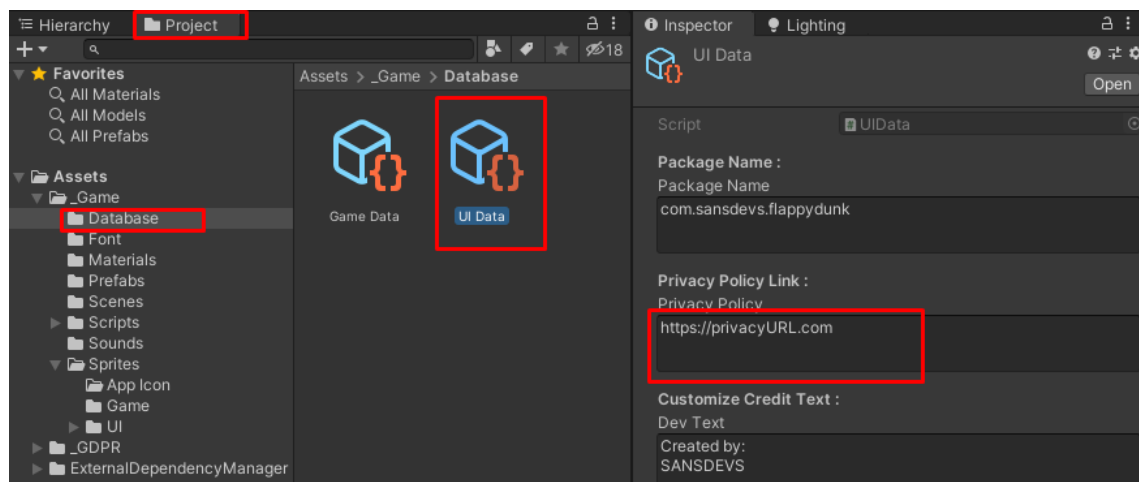 Hierarchy
Project
18
Favorites
All Materials
All Models
All Prefabs
Assets
_Game
Database
Font
Materials
Prefabs
Scenes
Scripts
Sounds
Sprites
App Icon
Game
UI
_GDPR
ExternalDependencyManager
Assets > _Game > Database
Game Data
UI Data
Inspector
Lighting
UI Data
Open
Script
UIData
Package Name :
Package Name
com.sansdevs.flappydunk
Privacy Policy Link :
Privacy Policy
https://privacyURL.com
Customize Credit Text :
Dev Text
Created by:
SANSDEVS